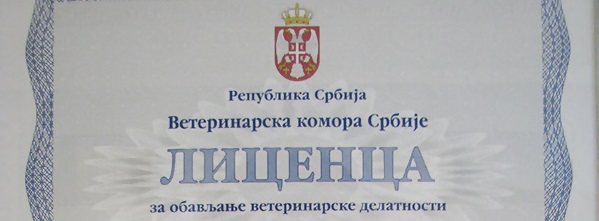 Република Србија
Ветеринарска комора Србије
ЛИЦЕНЦА
за обављање ветеринарске делатности